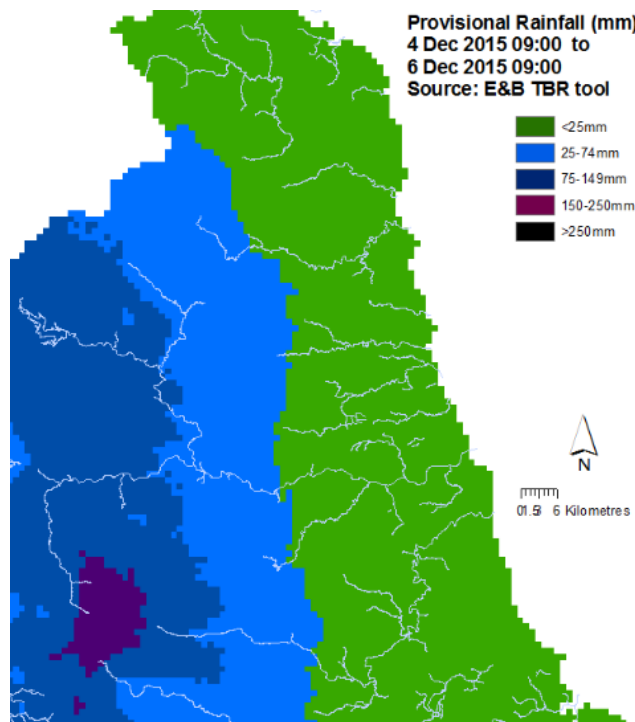 Provisional Rainfall (mm)
4 Dec 2015 09:00 to
6 Dec 2015 09:00
Source: E&B TBR tool
<25mm
25-74mm
75-149mm
150-250mm
>250mm
N
01.53 6 Kilometres